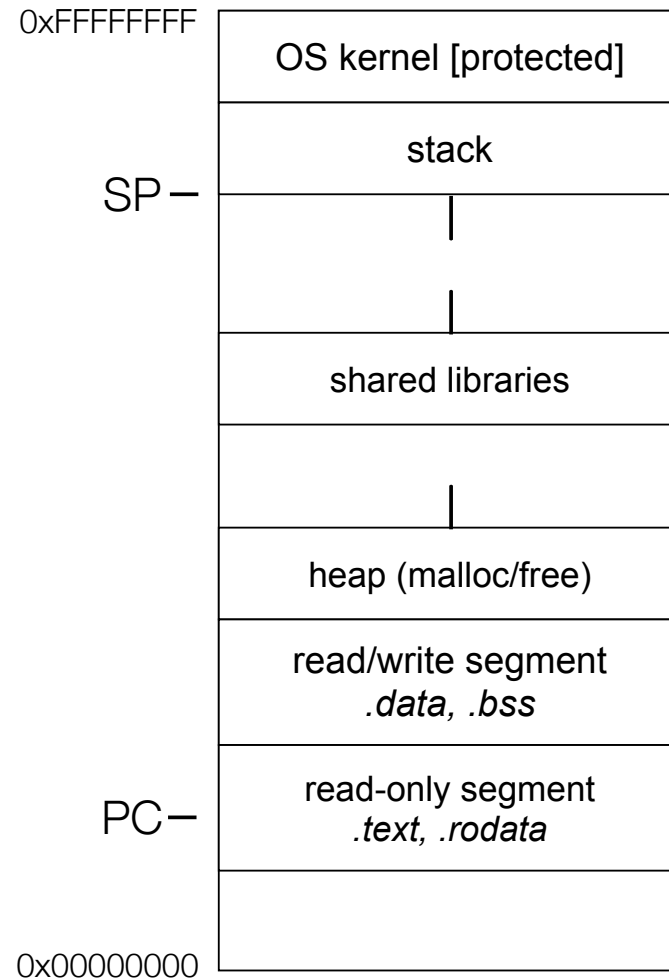 0xFFFFFFFF
OS kernel [protected]
stack
SP
shared libraries
heap (malloc/free)
read/write segment
.data, .bss
read-only segment
PC
.text, .rodata
0x00000000